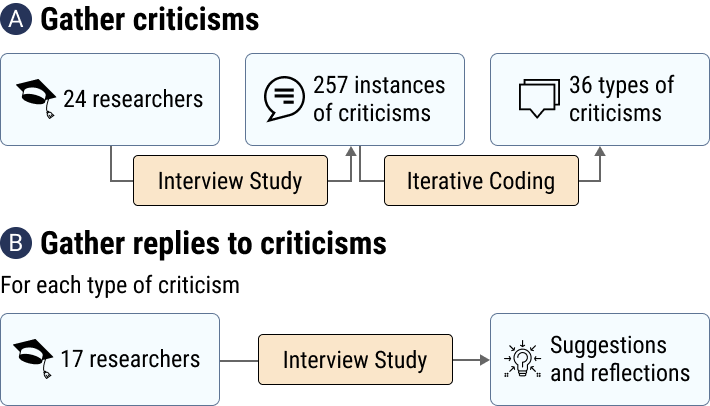 A Gather criticisms
24 researchers
257 instances
of criticisms
36 types of
criticisms
Interview Study
Iterative Coding
B Gather replies to criticisms
For each type of criticism
17 researchers
Interview Study
Suggestions
and reflections